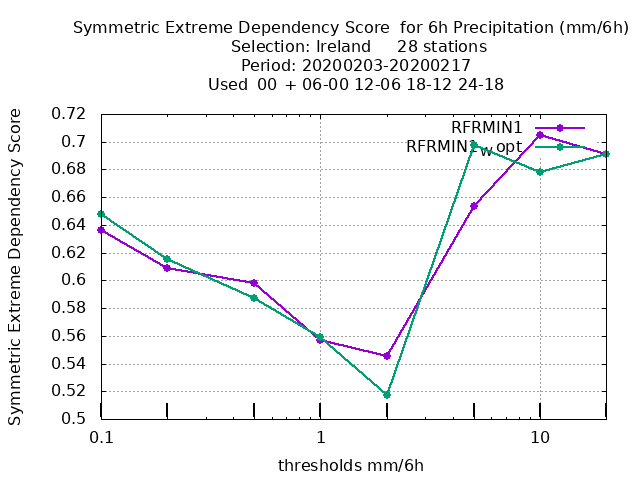 Symmetric Extreme Dependency Score  for 6h Precipitation (mm/6h)
Selection: Ireland     28 stations
Period: 20200203-20200217
Used  00 + 06-00 12-06 18-12 24-18
Symmetric Extreme Dependency Score
0.72
0.7
0.68
0.66
0.64
0.62
0.6
0.58
0.56
0.54
0.52
0.5
RFRMIN1
RFRMIN1wopt
0.1
1
10
thresholds mm/6h